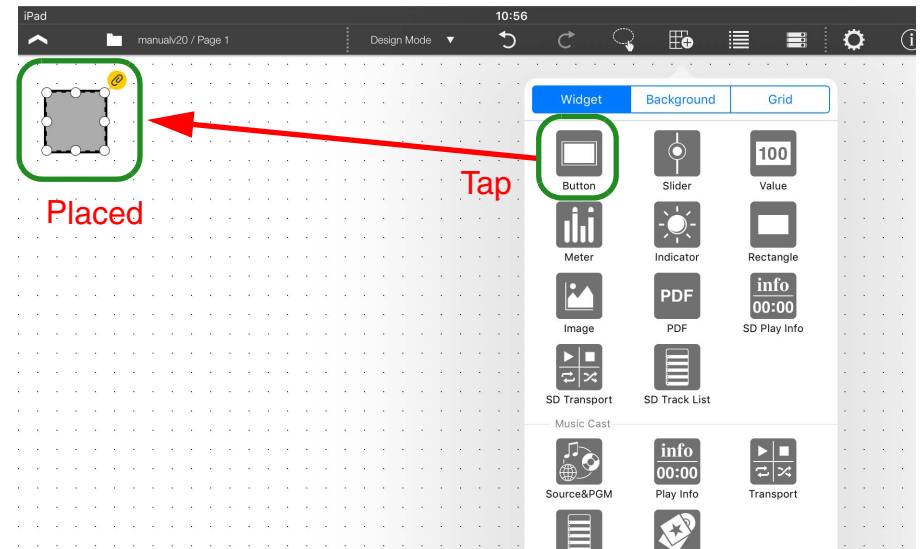 iPad 10:56
manualv20 / Page 1 Design Mode ▼
Widget Background Grid
100
Button Slider Value
Tap
Placed
Meter Indicator Rectangle
PDF info 00:00
Image PDF SD Play Info
SD Transport SD Track List
Music Cast
info 00:00
Source&PGM Play Info Transport